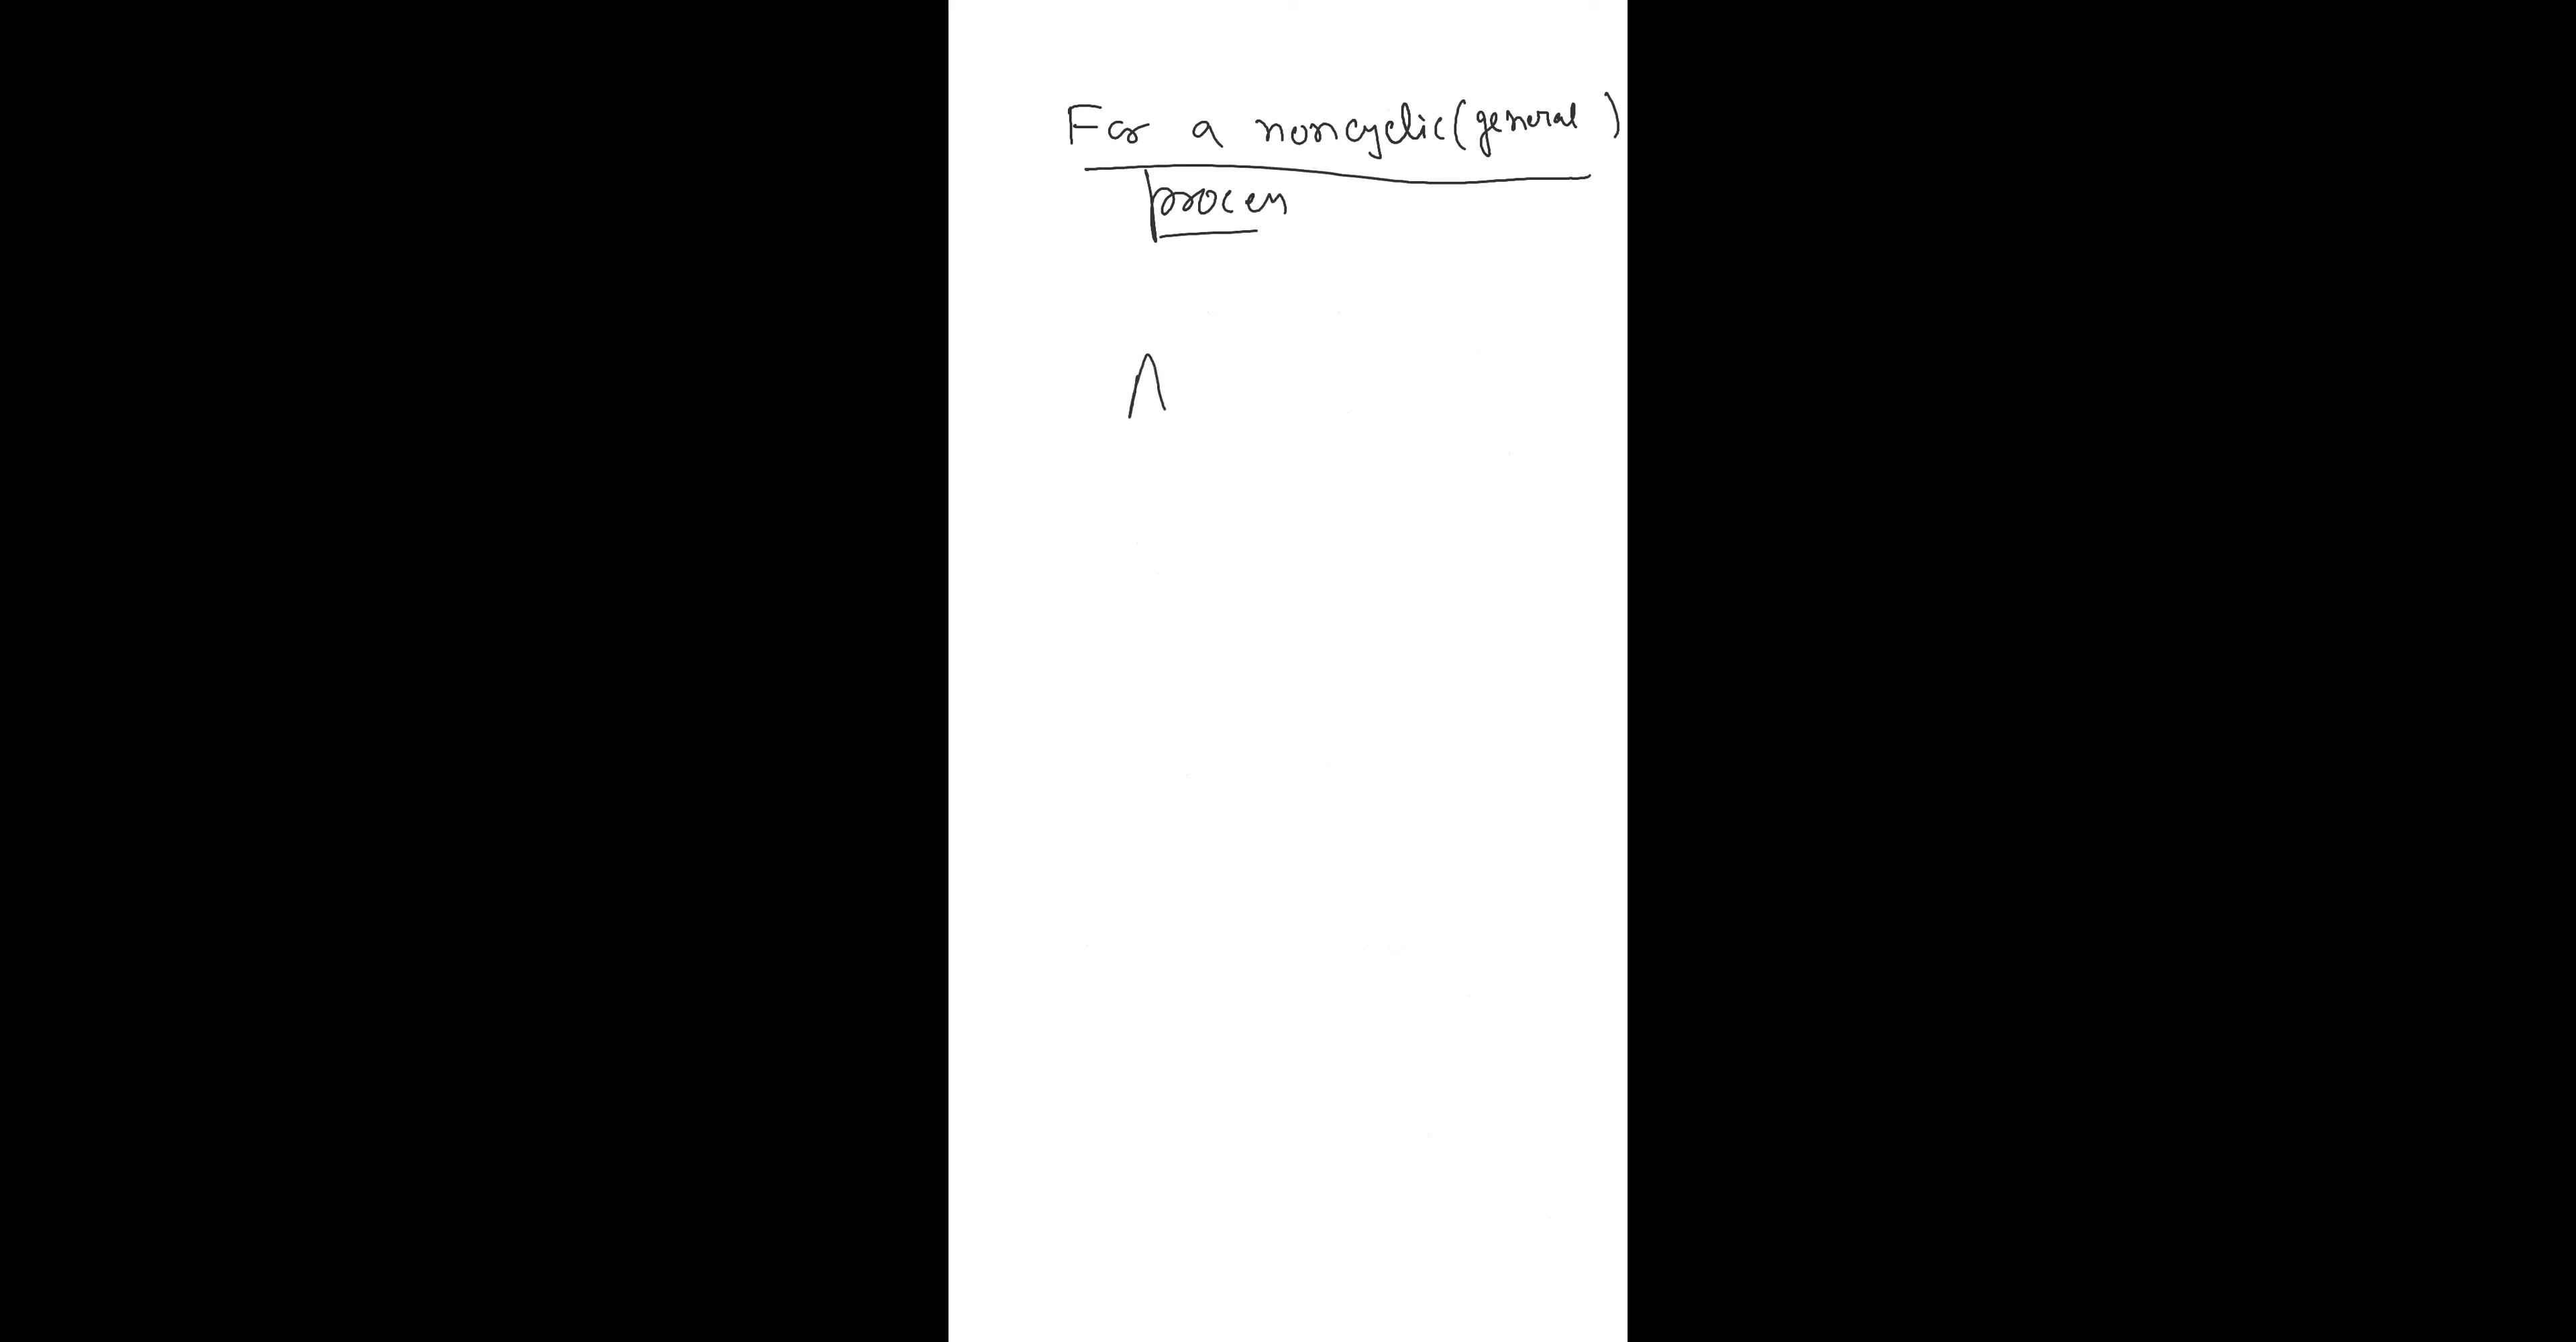 For a noncyclic (general)
process
Λ